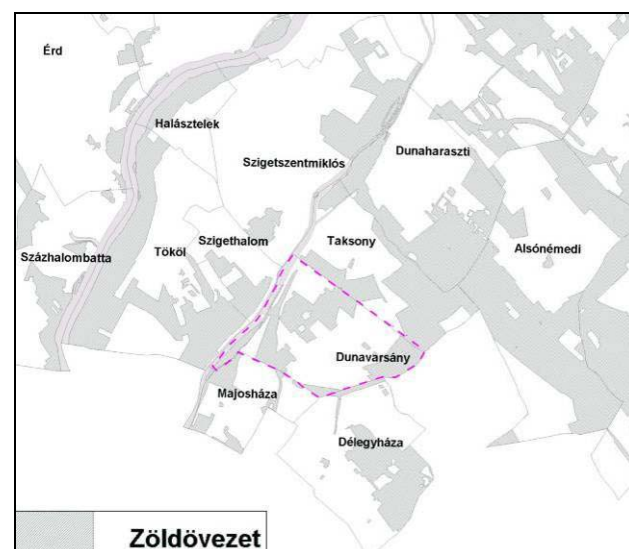 Érd
Halásztelek
Szigetszentmiklós
Dunaharaszti
Szigethalom
Taksony
Tököl
Alsónémedi
Százhalombatta
Dunavarsány
Majosháza
Délegyháza
Zöldövezet